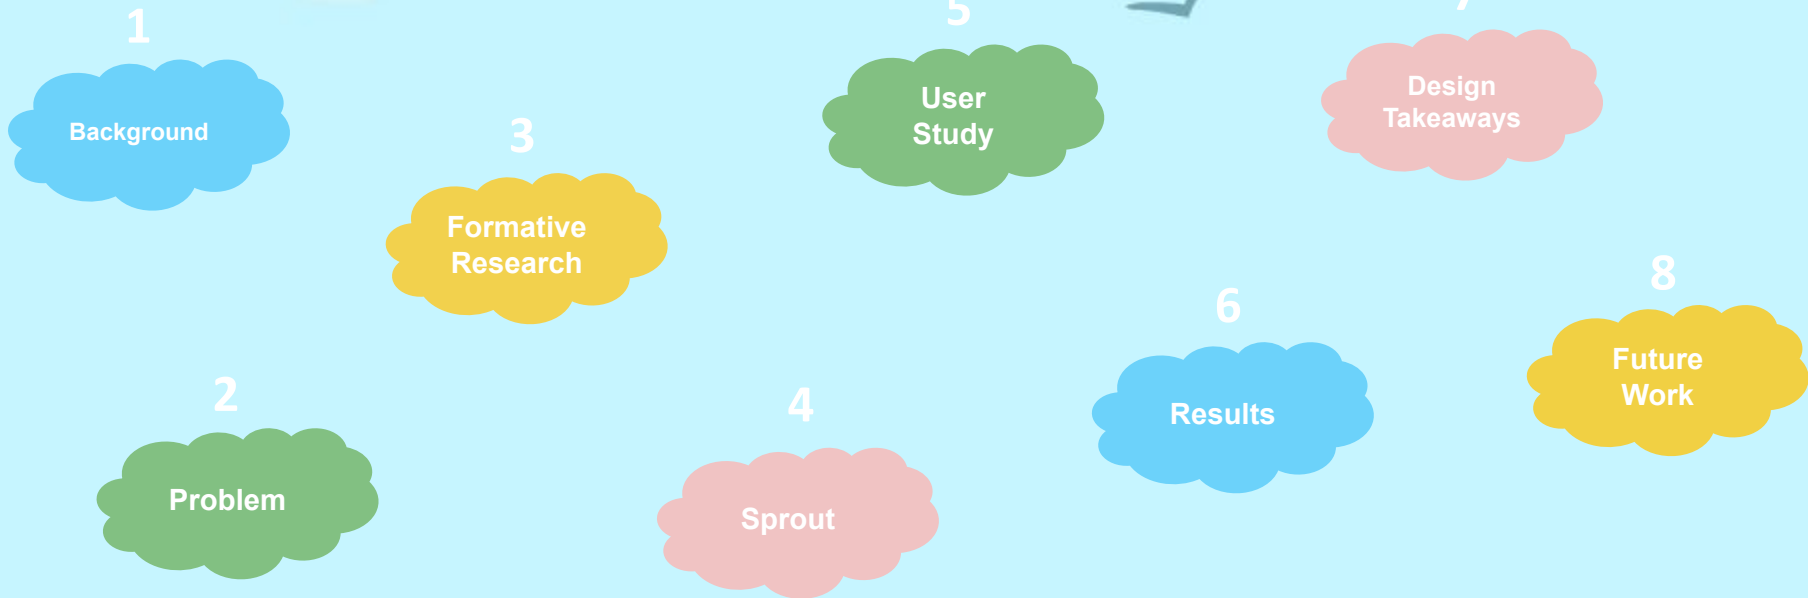 1
Background
2
Problem
3
Formative
Research
4
Sprout
5
User
Study
6
Results
7
Design
Takeaways
8
Future
Work